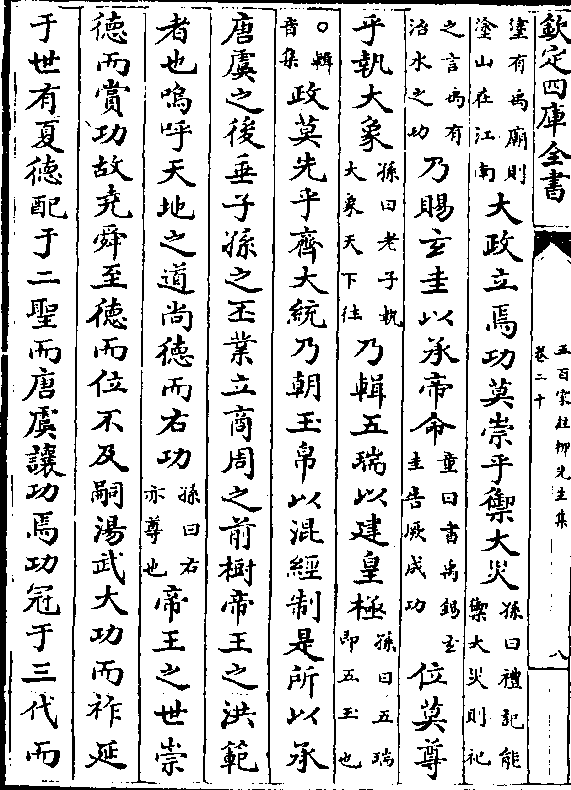 欽定四庫全書
五百家註柳先生集
卷二十
八
塗有禹廟則
塗山在江南
大政立焉功莫崇乎禦大災
孫曰禮記能
禦大災則祀
之言禹有
治水之功
乃賜玄圭以承帝命
童曰書禹錫玄
圭告厥成功
位莫尊
乎執大象
孫曰老子執
大象天下往
乃輯五瑞以建皇極
孫曰五瑞
即五玉也
○輯
音集
政莫先乎齊大統乃朝玉帛以混經制是所以承
唐虞之後垂子孫之丕業立商周之前樹帝王之洪範
者也嗚呼天地之道尚德而右功
孫曰右
亦尊也
帝王之世崇
德而賞功故堯舜至德而位不及嗣湯武大功而祚延
于世有夏德配于二聖而唐虞讓功焉功冠于三代而